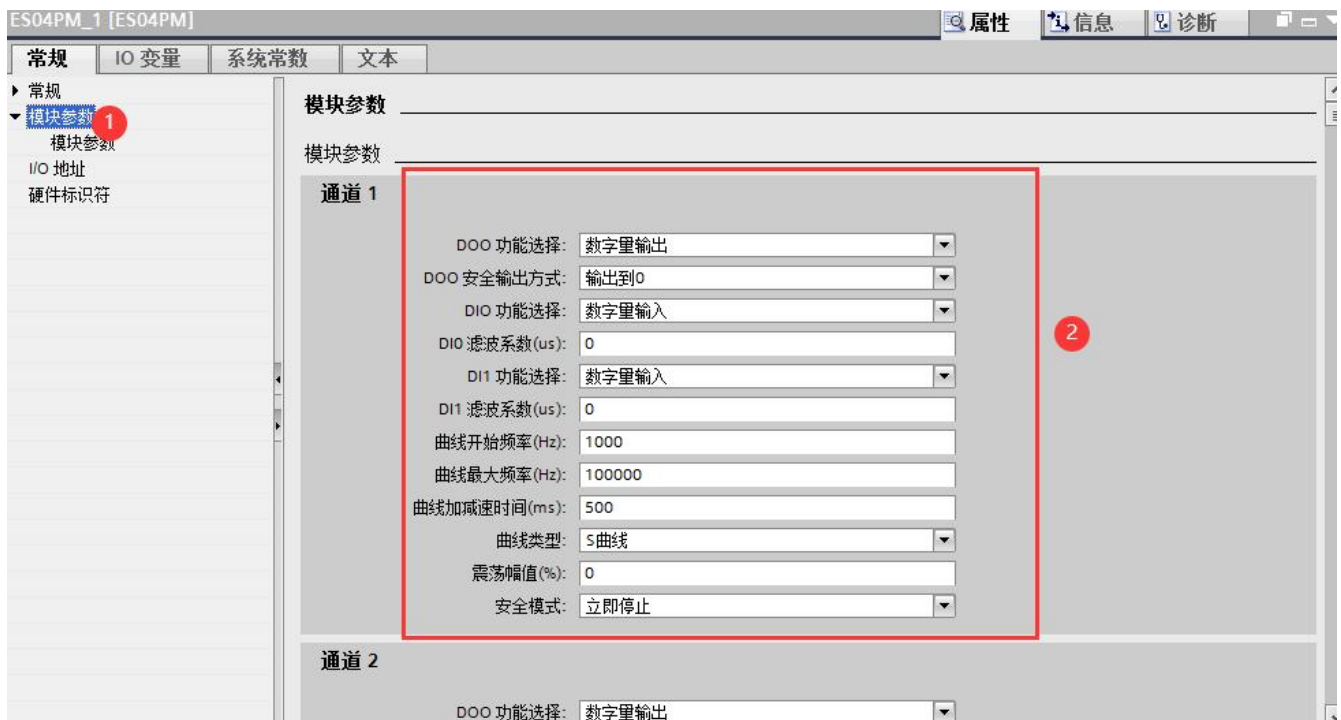 ES04PM_1 [ES04PM]
属性 信息 诊断
常规 IO 变量 系统常数 文本
常规
模块参数 1
模块参数
I/O 地址
硬件标识符
模块参数
模块参数
通道 1
DO0 功能选择: 数字里输出
DO0 安全输出方式: 输出到0
DI0 功能选择: 数字里输入
DI0 滤波系数(us): 0
DI1 功能选择: 数字里输入
DI1 滤波系数(us): 0
曲线开始频率(Hz): 1000
曲线最大频率(Hz): 100000
曲线加减速时间(ms): 500
曲线类型: S曲线
震荡幅值(%): 0
安全模式: 立即停止
2
通道 2
DO0 功能选择: 数字里输出